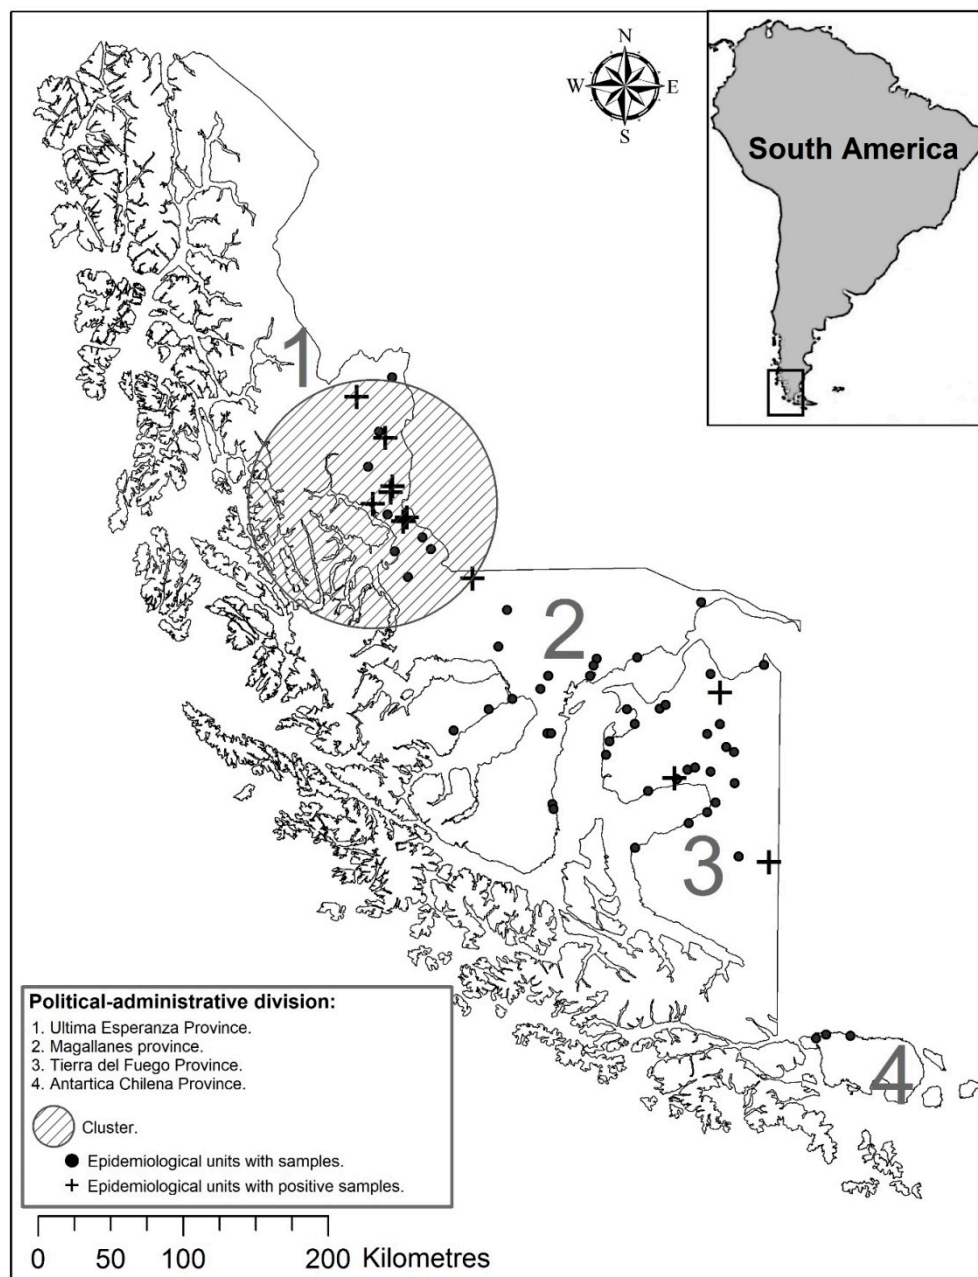 N
W E
S
South America
1
2
3
4
Political-administrative division:
1. Ultima Esperanza Province.
2. Magallanes province.
3. Tierra del Fuego Province.
4. Antartica Chilena Province.
Cluster.
Epidemiological units with samples.
Epidemiological units with positive samples.
0 50 100 200 Kilometres